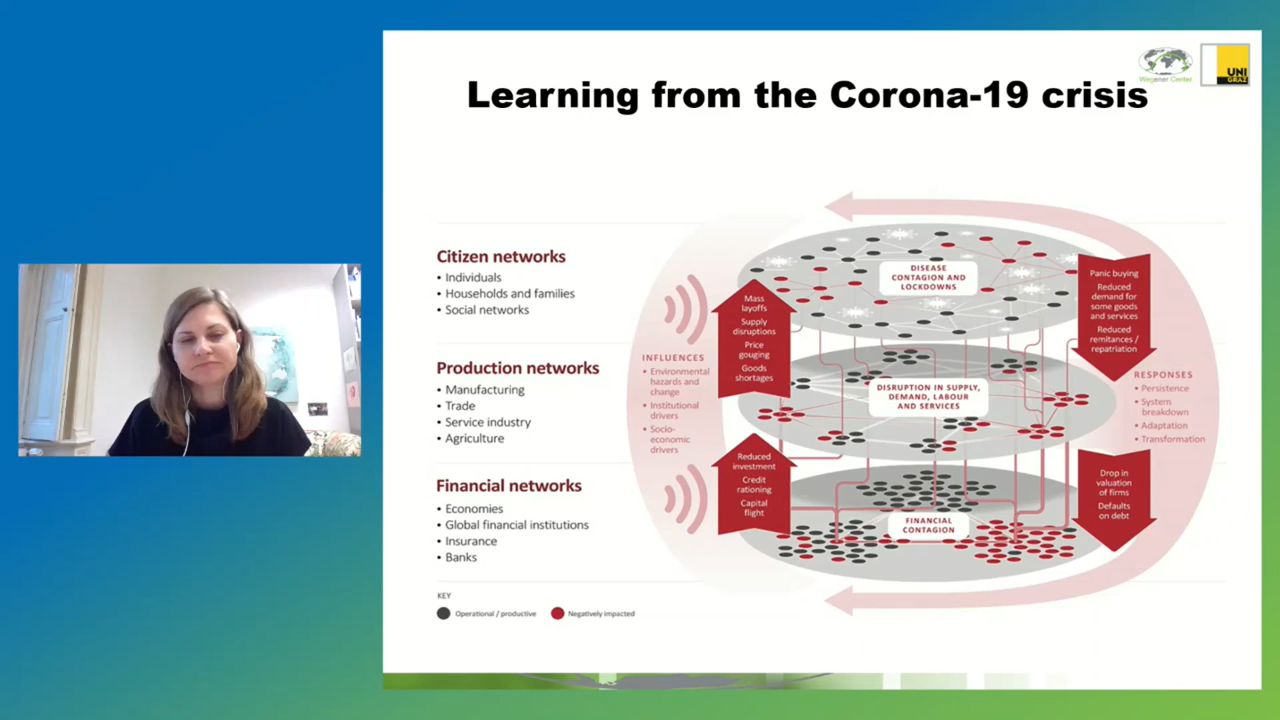 Learning from the Corona-19 crisis
Wegener Center
UNI
GRAZ
Citizen networks
• Individuals
• Households and families
• Social networks
Production networks
• Manufacturing
• Trade
• Service industry
• Agriculture
Financial networks
• Economies
• Global financial institutions
• Insurance
• Banks
KEY
Operational / productive
Negatively impacted
INFLUENCES
• Environmental
hazards and
change
• Institutional
drivers
• Socio-
economic
drivers
Mass
layoffs
Supply
disruptions
Price
gouging
Goods
shortages
Reduced
investment
Credit
rationing
Capital
flight
DISEASE
CONTAGION AND
LOCKDOWNS
DISRUPTION IN SUPPLY,
DEMAND, LABOUR
AND SERVICES
FINANCIAL
CONTAGION
Panic buying
Reduced
demand for
some goods
and services
Reduced
remitances /
repatriation
Drop in
valuation
of firms
Defaults
on debt
RESPONSES
• Persistence
• System
breakdown
• Adaptation
• Transformation